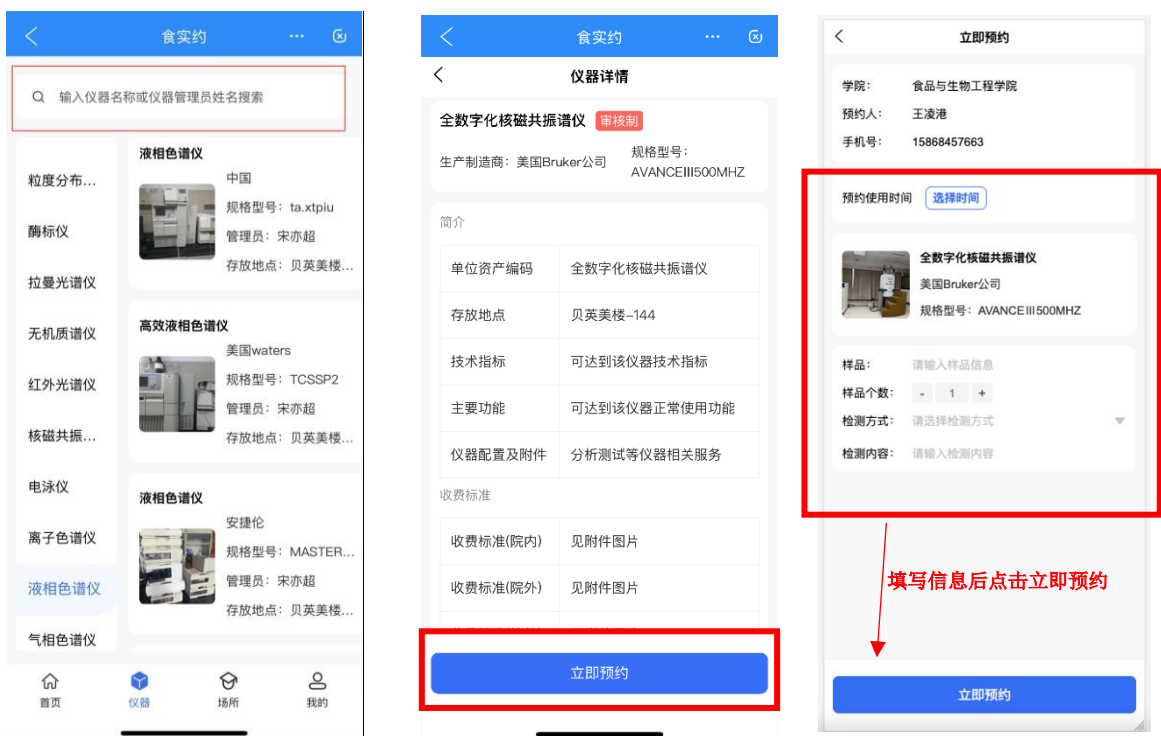 食实约
输入仪器名称或仪器管理员姓名搜索
粒度分布...
酶标仪
拉曼光谱仪
无机质谱仪
红外光谱仪
核磁共振...
电泳仪
离子色谱仪
液相色谱仪
气相色谱仪
液相色谱仪
中国
规格型号：ta.xtpiu
管理员：宋亦超
存放地点：贝英美楼...
高效液相色谱仪
美国waters
规格型号：TCSSP2
管理员：宋亦超
存放地点：贝英美楼...
液相色谱仪
安捷伦
规格型号：MASTER...
管理员：宋亦超
存放地点：贝英美楼...
首页 仪器 场所 我的
食实约
仪器详情
全数字化核磁共振谱仪 审核制
生产制造商：美国Bruker公司
规格型号：
AVANCEIII500MHZ
简介
单位资产编码 全数字化核磁共振谱仪
存放地点 贝英美楼–144
技术指标 可达到该仪器技术指标
主要功能 可达到该仪器正常使用功能
仪器配置及附件 分析测试等仪器相关服务
收费标准
收费标准(院内) 见附件图片
收费标准(院外) 见附件图片
立即预约
立即预约
学院： 食品与生物工程学院
预约人： 王凌港
手机号： 15868457663
预约使用时间 选择时间
全数字化核磁共振谱仪
美国Bruker公司
规格型号：AVANCEIII500MHZ
样品： 请输入样品信息
样品个数： - 1 +
检测方式： 请选择检测方式
检测内容： 请输入检测内容
填写信息后点击立即预约
立即预约